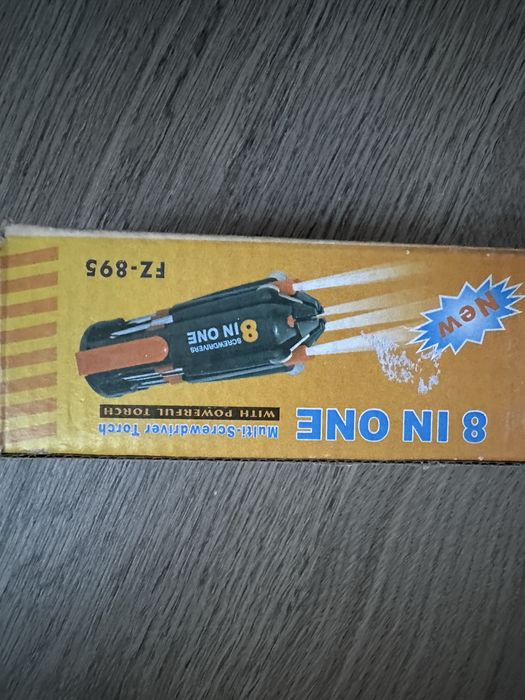 8 IN ONE
Multi-Screwdriver Torch
WITH POWERFUL TORCH
New
8 IN ONE
SCREWDRIVERS
FZ-895